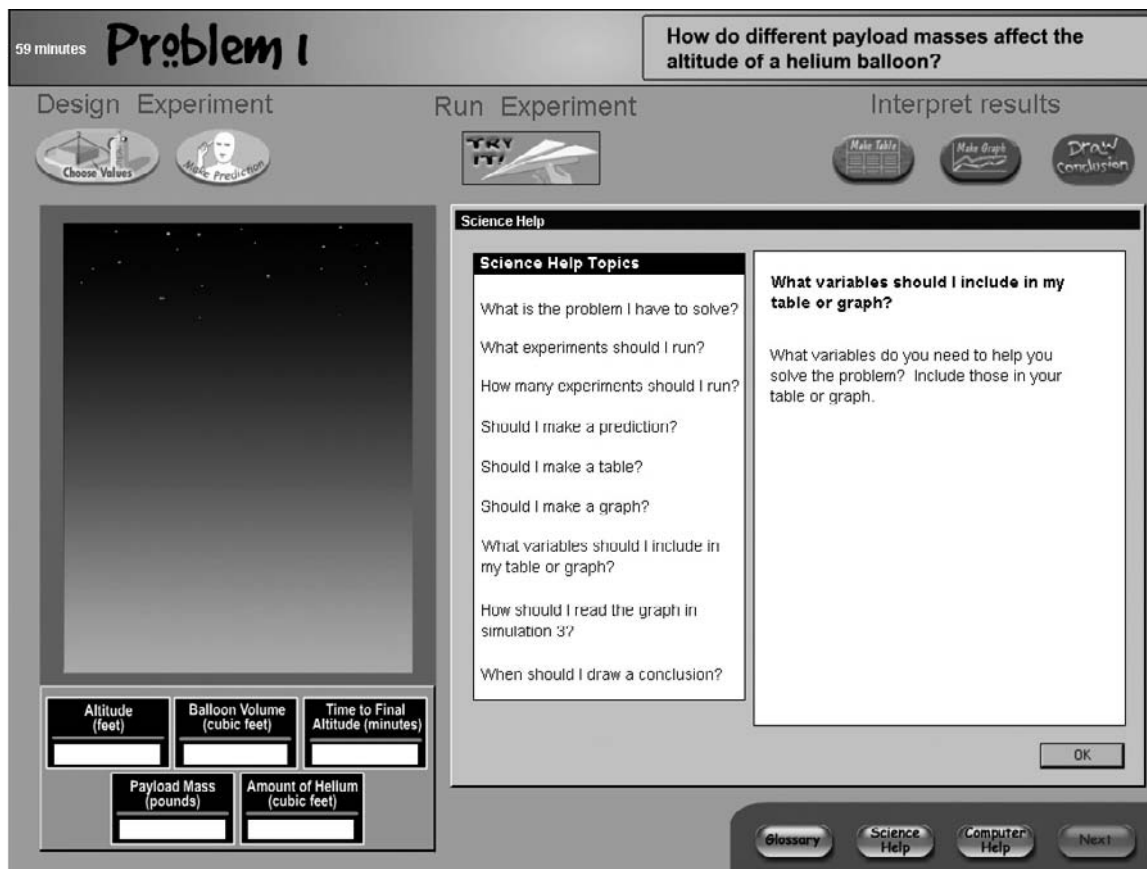 59 minutes
Problem 1
How do different payload masses affect the
altitude of a helium balloon?
Design Experiment
Run Experiment
Interpret results
Choose Values
Make Prediction
TRY
IT!
Make Table
Make Graph
Draw
Conclusion
Science Help
Science Help Topics
What is the problem I have to solve?
What experiments should I run?
How many experiments should I run?
Should I make a prediction?
Should I make a table?
Should I make a graph?
What variables should I include in
my table or graph?
How should I read the graph in
simulation 3?
When should I draw a conclusion?
What variables should I include in my
table or graph?
What variables do you need to help you
solve the problem? Include those in your
table or graph.
OK
Altitude
(feet)
Balloon Volume
(cubic feet)
Time to Final
Altitude (minutes)
Payload Mass
(pounds)
Amount of Helium
(cubic feet)
Glossary
Science
Help
Computer
Help
Next